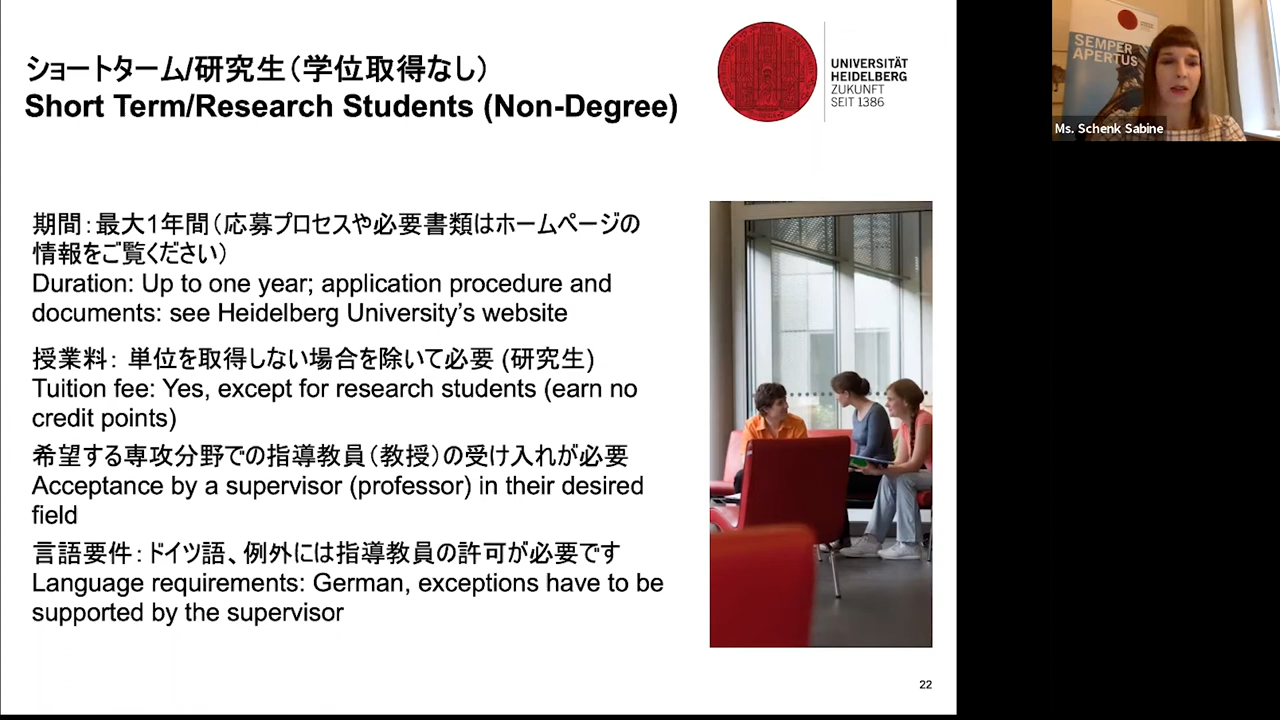 ショートターム/研究生（学位取得なし）
Short Term/Research Students (Non-Degree)
UNIVERSITÄT
HEIDELBERG
ZUKUNFT
SEIT 1386
SEMPER
APERTUS
Ms. Schenk Sabine
期間：最大1年間（応募プロセスや必要書類はホームページの
情報をご覧ください）
Duration: Up to one year; application procedure and
documents: see Heidelberg University’s website
授業料： 単位を取得しない場合を除いて必要 (研究生)
Tuition fee: Yes, except for research students (earn no
credit points)
希望する専攻分野での指導教員（教授）の受け入れが必要
Acceptance by a supervisor (professor) in their desired
field
言語要件：ドイツ語、例外には指導教員の許可が必要です
Language requirements: German, exceptions have to be
supported by the supervisor
22